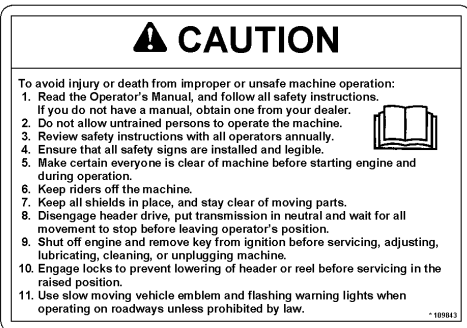 CAUTION
To avoid injury or death from improper or unsafe machine operation:
1. Read the Operator's Manual, and follow all safety instructions.
If you do not have a manual, obtain one from your dealer.
2. Do not allow untrained persons to operate the machine.
3. Review safety instructions with all operators annually.
4. Ensure that all safety signs are installed and legible.
5. Make certain everyone is clear of machine before starting engine and
during operation.
6. Keep riders off the machine.
7. Keep all shields in place, and stay clear of moving parts.
8. Disengage header drive, put transmission in neutral and wait for all
movement to stop before leaving operator's position.
9. Shut off engine and remove key from ignition before servicing, adjusting,
lubricating, cleaning, or unplugging machine.
10. Engage locks to prevent lowering of header or reel before servicing in the
raised position.
11. Use slow moving vehicle emblem and flashing warning lights when
operating on roadways unless prohibited by law.
* 109843